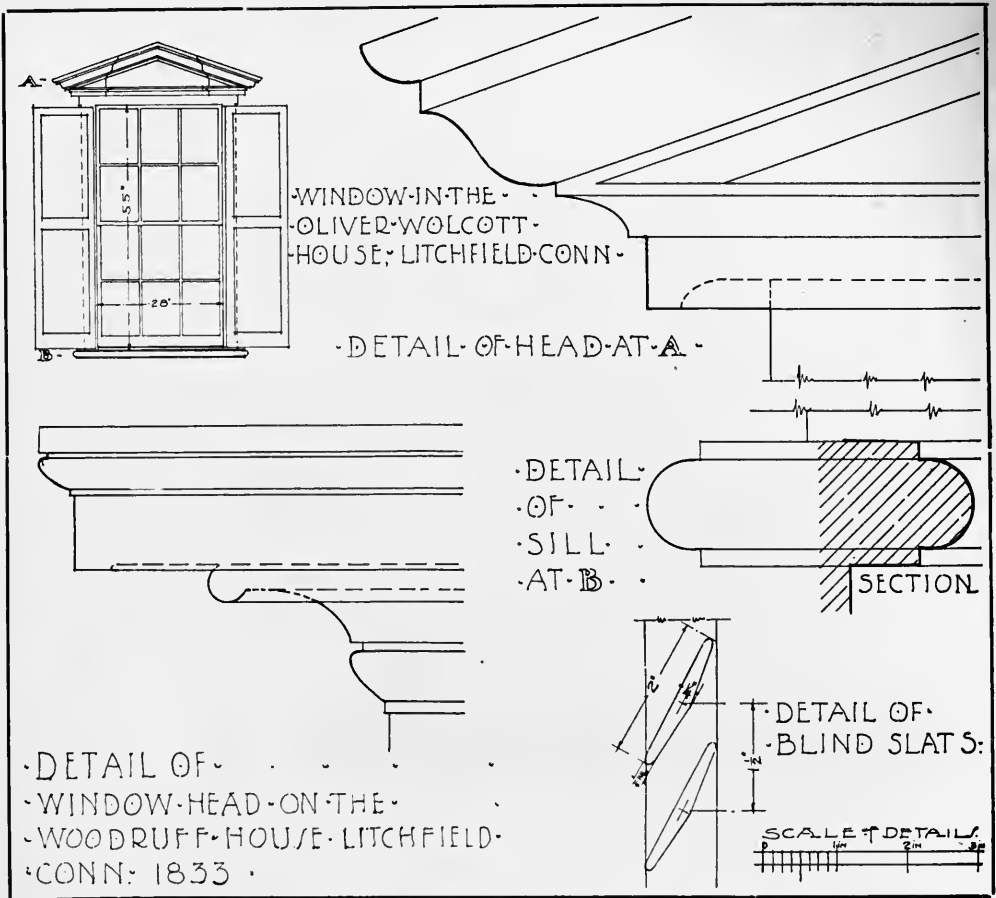 A-
55"
28"
B-
·WINDOW·IN·THE·
·OLIVER·WOLCOTT·
·HOUSE; LITCHFIELD·CONN·
·DETAIL·OF·HEAD·AT·A·
·DETAIL·
·OF·
·SILL·
·AT·B·
SECTION
2"
·DETAIL OF·
·BLIND SLATS:
·DETAIL OF·
·WINDOW·HEAD·ON·THE·
·WOODRUFF·HOUSE·LITCHFIELD·
·CONN: 1833·
SCALE OF DETAILS.
0 1IN 2IN 3IN